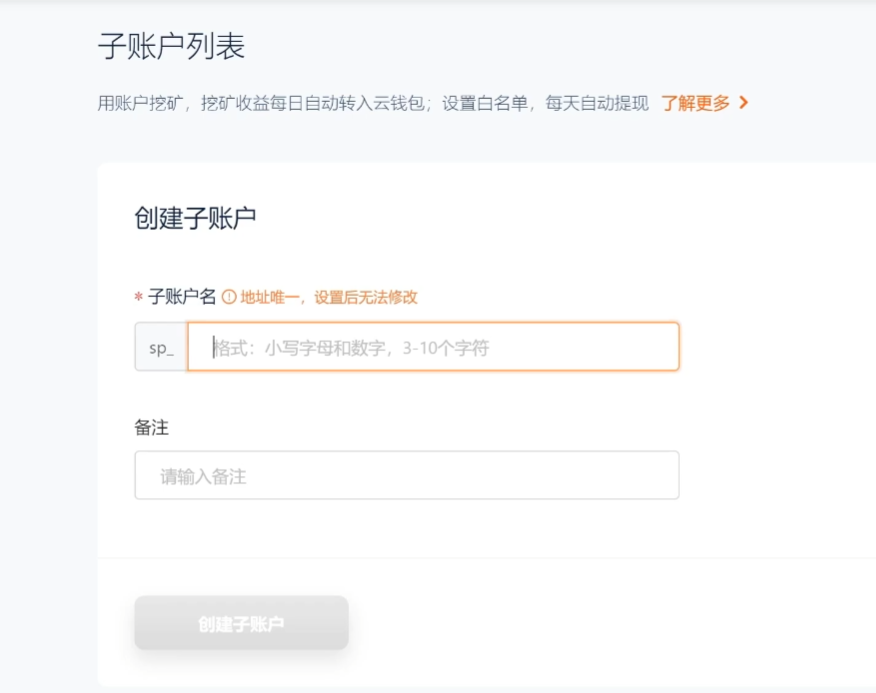 子账户列表
用账户挖矿，挖矿收益每日自动转入云钱包；设置白名单，每天自动提现 了解更多
创建子账户
* 子账户名 地址唯一，设置后无法修改
sp_ 格式：小写字母和数字，3-10个字符
备注
请输入备注
创建子账户